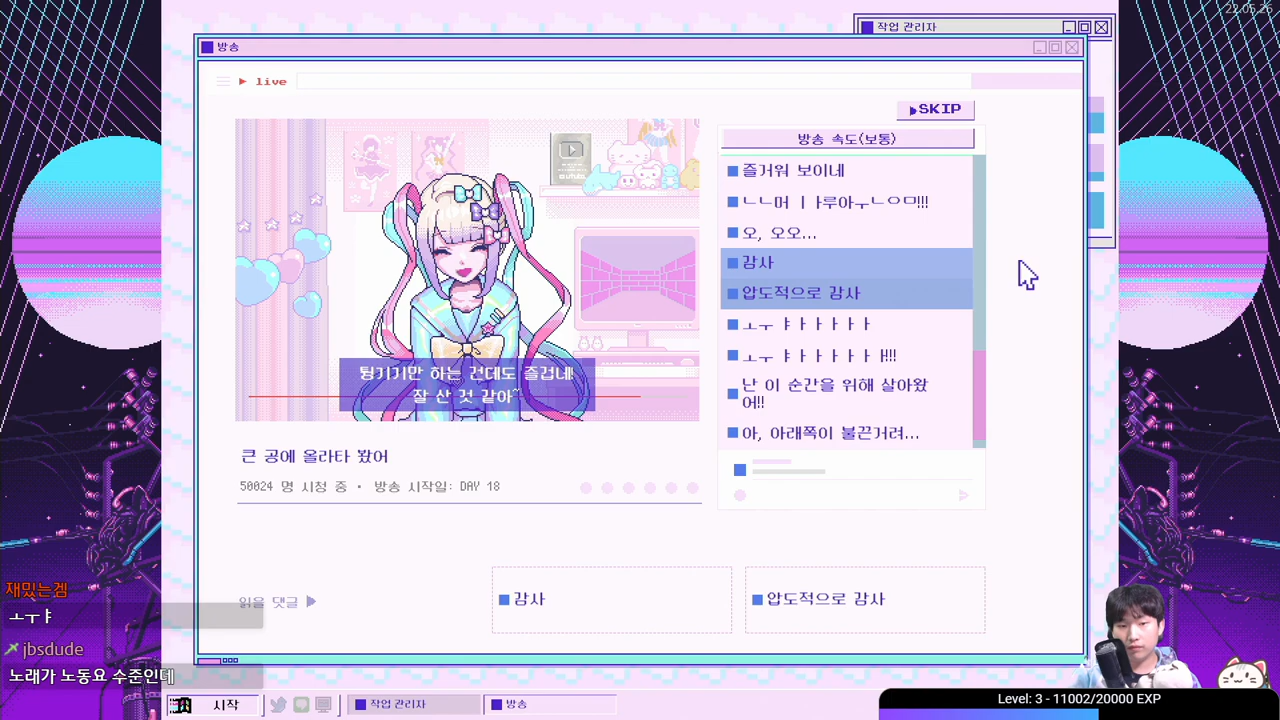 22.05.26
작업 관리자
방송
live
SKIP
방송 속도(보통)
즐거워 보이네
ㄴㄴ머ㅣㅏ루아ㅜㄴㅇㅁ!!!
오, 오오...
감사
압도적으로 감사
ㅗㅜㅑㅏㅏㅏㅏㅏ
ㅗㅜㅑㅏㅏㅏㅏㅏㅏ!!!
난 이 순간을 위해 살아왔
어!!
아, 아래쪽이 불끈거려...
튕기기만 하는 건데도 즐겁네!
잘 산 것 같아~
큰 공에 올라타 봤어
50024 명 시청 중 · 방송 시작일: DAY 18
읽을 댓글
감사
압도적으로 감사
재밌는겜
ㅗㅜㅑ
jbsdude
노래가 노동요 수준인데
시작
작업 관리자
방송
Level: 3 - 11002/20000 EXP